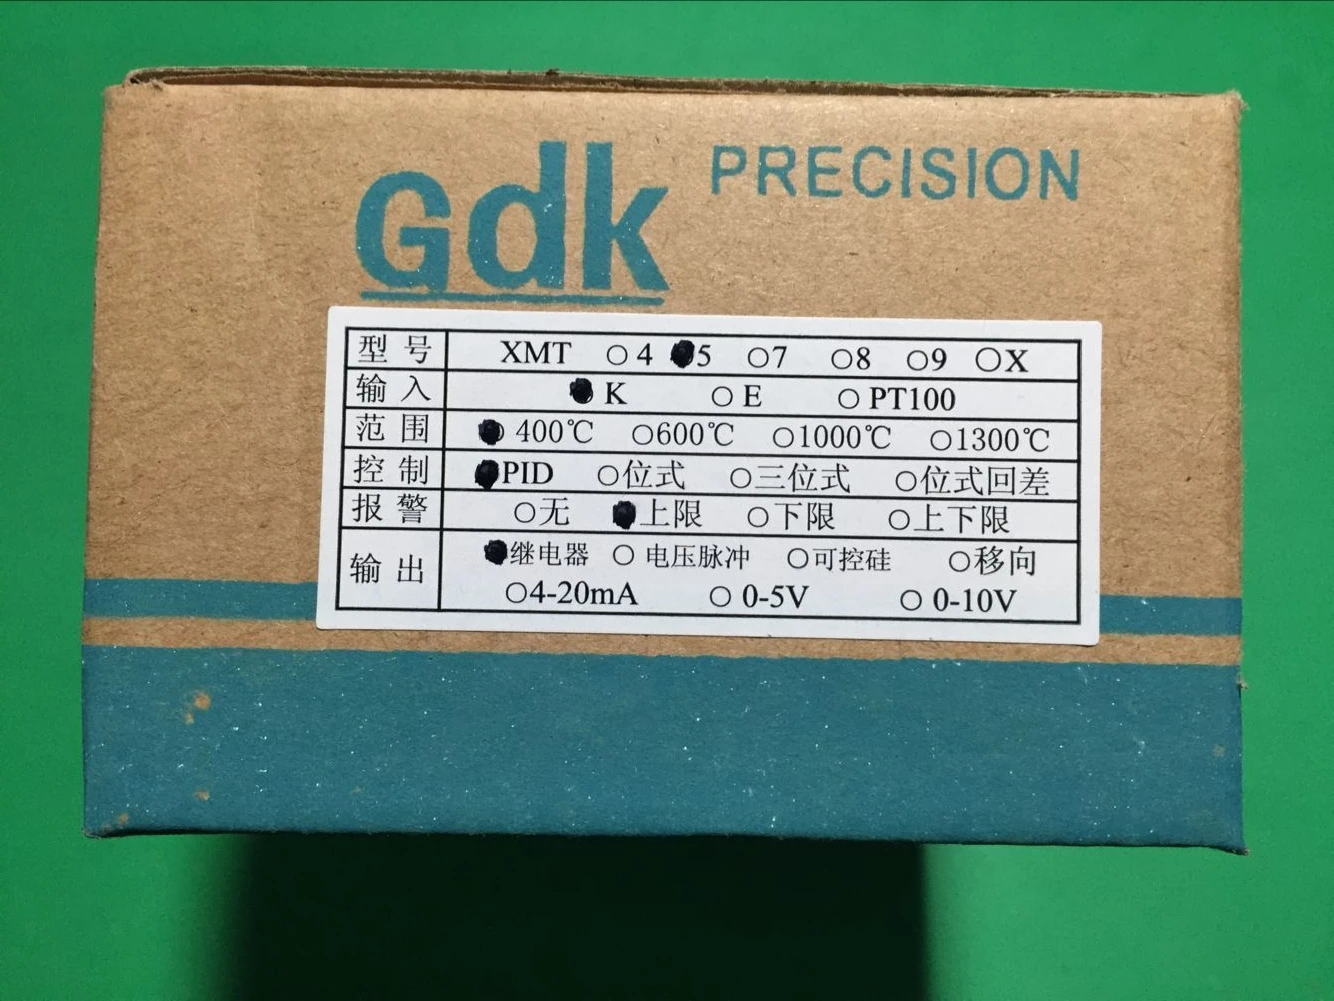 Gdk PRECISION
型号 XMT ○4 ●5 ○7 ○8 ○9 ○X
输入 ●K ○E ○PT100
范围 ●400℃ ○600℃ ○1000℃ ○1300℃
控制 ●PID ○位式 ○三位式 ○位式回差
报警 ○无 ●上限 ○下限 ○上下限
输出 ●继电器 ○电压脉冲 ○可控硅 ○移向
○4-20mA ○0-5V ○0-10V